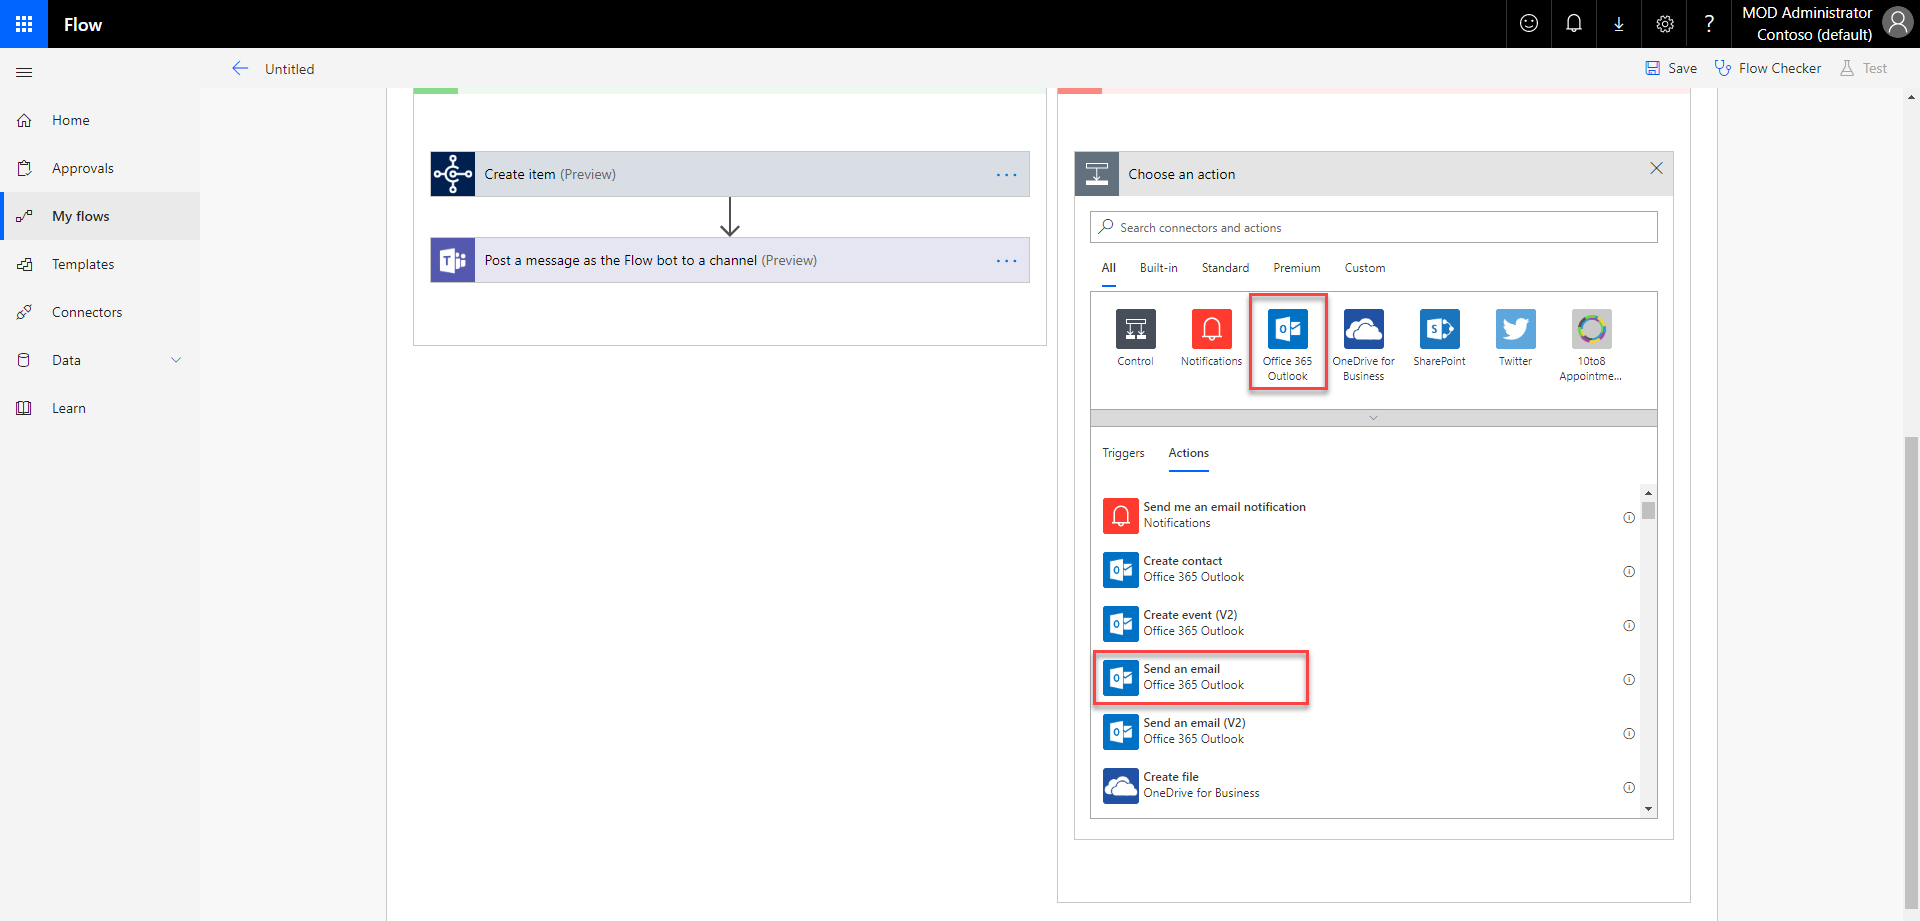 Flow
MOD Administrator
Contoso (default)
Untitled
Save
Flow Checker
Test
Home
Approvals
My flows
Templates
Connectors
Data
Learn
Create item (Preview)
Post a message as the Flow bot to a channel (Preview)
Choose an action
Search connectors and actions
All
Built-in
Standard
Premium
Custom
Control
Notifications
Office 365
Outlook
OneDrive for
Business
SharePoint
Twitter
10to8
Appointme...
Triggers
Actions
Send me an email notification
Notifications
Create contact
Office 365 Outlook
Create event (V2)
Office 365 Outlook
Send an email
Office 365 Outlook
Send an email (V2)
Office 365 Outlook
Create file
OneDrive for Business